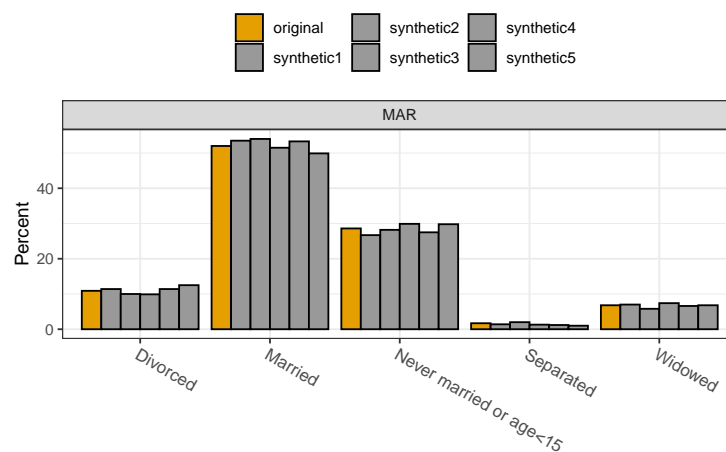 original synthetic2 synthetic4
synthetic1 synthetic3 synthetic5
MAR
Percent
40
20
0
Divorced
Married
Never married or age<15
Separated
Widowed